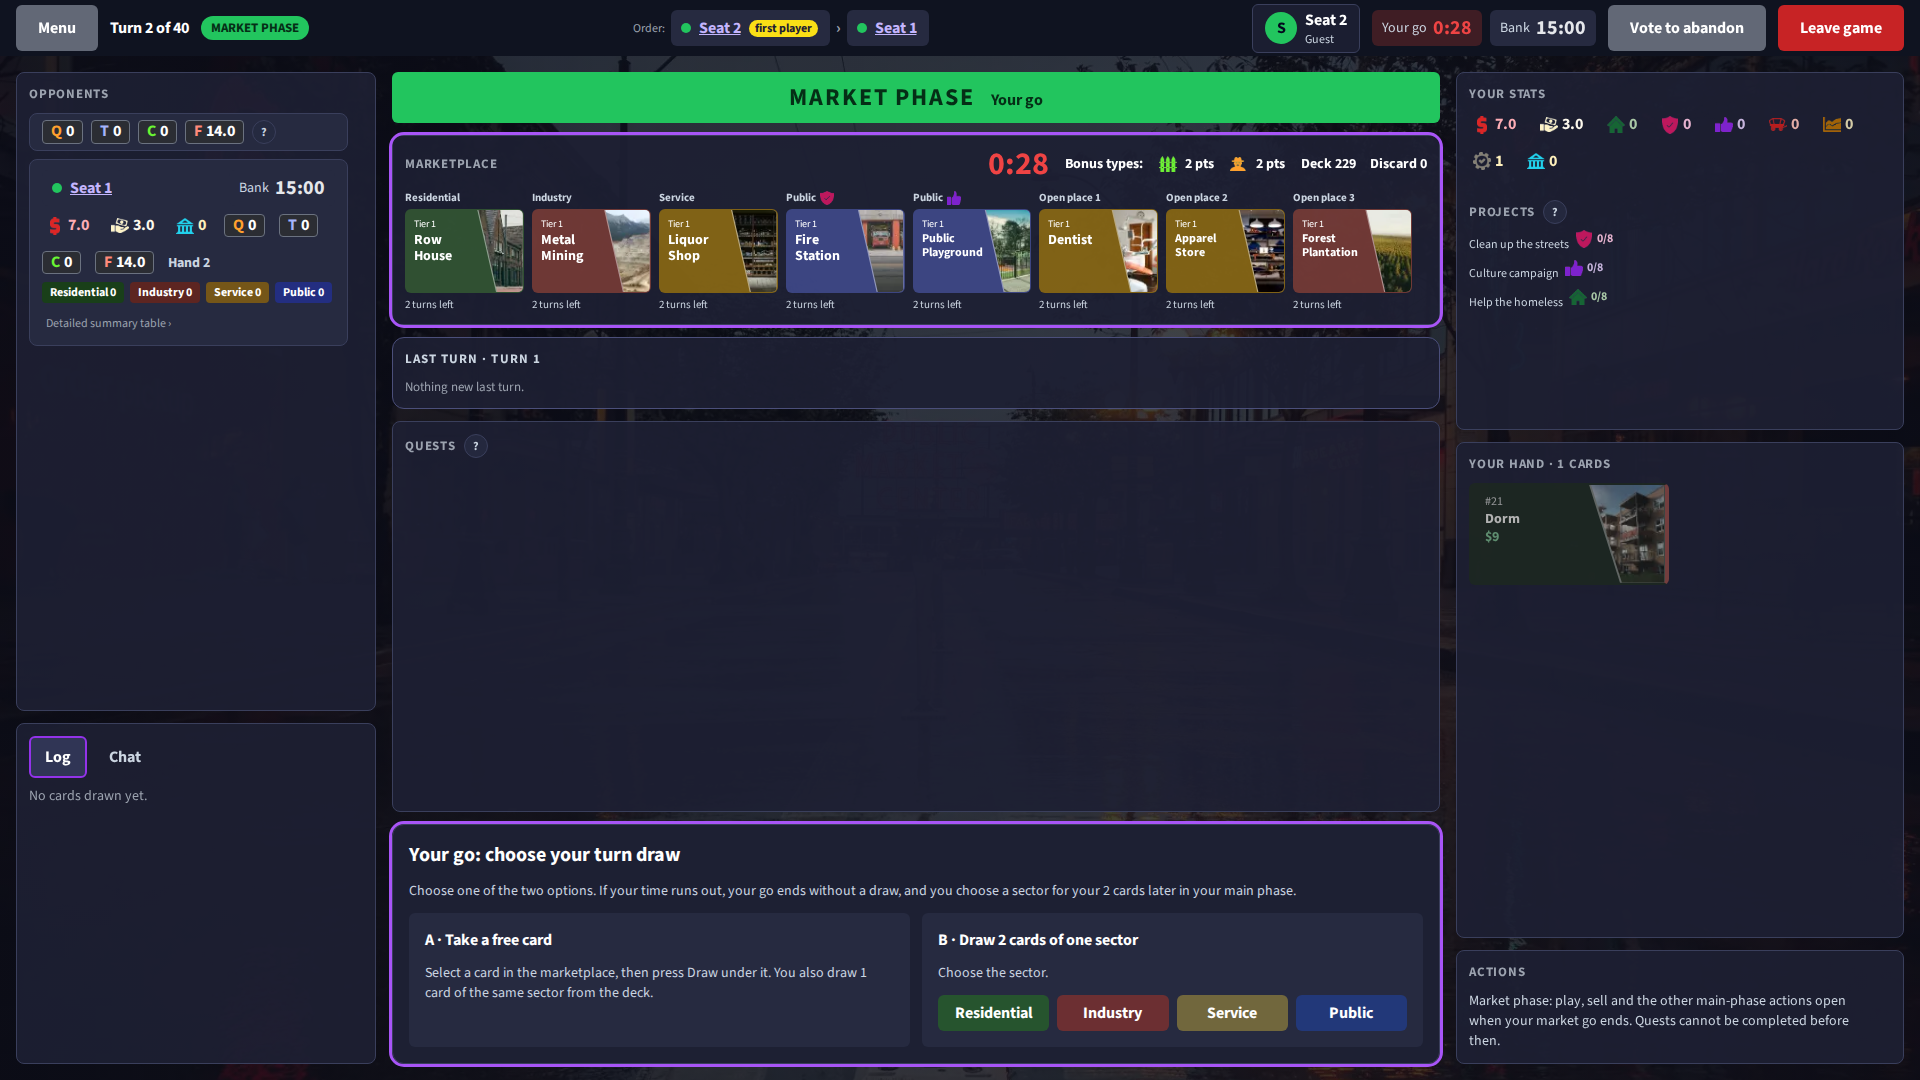 Menu
Turn 2 of 40
MARKET PHASE
Order:
Seat 2
first player
›
Seat 1
S
Seat 2
Guest
Your go 0:28
Bank 15:00
Vote to abandon
Leave game
OPPONENTS
Q 0
T 0
C 0
F 14.0
?
Seat 1
Bank 15:00
$ 7.0
3.0
0
Q 0
T 0
C 0
F 14.0
Hand 2
Residential 0
Industry 0
Service 0
Public 0
Detailed summary table ›
Log
Chat
No cards drawn yet.
MARKET PHASE Your go
MARKETPLACE
0:28
Bonus types:
2 pts
2 pts
Deck 229
Discard 0
Residential
Tier 1
Row
House
2 turns left
Industry
Tier 1
Metal
Mining
2 turns left
Service
Tier 1
Liquor
Shop
2 turns left
Public
Tier 1
Fire
Station
2 turns left
Public
Tier 1
Public
Playground
2 turns left
Open place 1
Tier 1
Dentist
2 turns left
Open place 2
Tier 1
Apparel
Store
2 turns left
Open place 3
Tier 1
Forest
Plantation
2 turns left
LAST TURN · TURN 1
Nothing new last turn.
QUESTS ?
Your go: choose your turn draw
Choose one of the two options. If your time runs out, your go ends without a draw, and you choose a sector for your 2 cards later in your main phase.
A · Take a free card
Select a card in the marketplace, then press Draw under it. You also draw 1
card of the same sector from the deck.
B · Draw 2 cards of one sector
Choose the sector.
Residential
Industry
Service
Public
YOUR STATS
$ 7.0
3.0
0
0
0
0
0
1
0
PROJECTS ?
Clean up the streets 0/8
Culture campaign 0/8
Help the homeless 0/8
YOUR HAND · 1 CARDS
#21
Dorm
$9
ACTIONS
Market phase: play, sell and the other main-phase actions open
when your market go ends. Quests cannot be completed before
then.